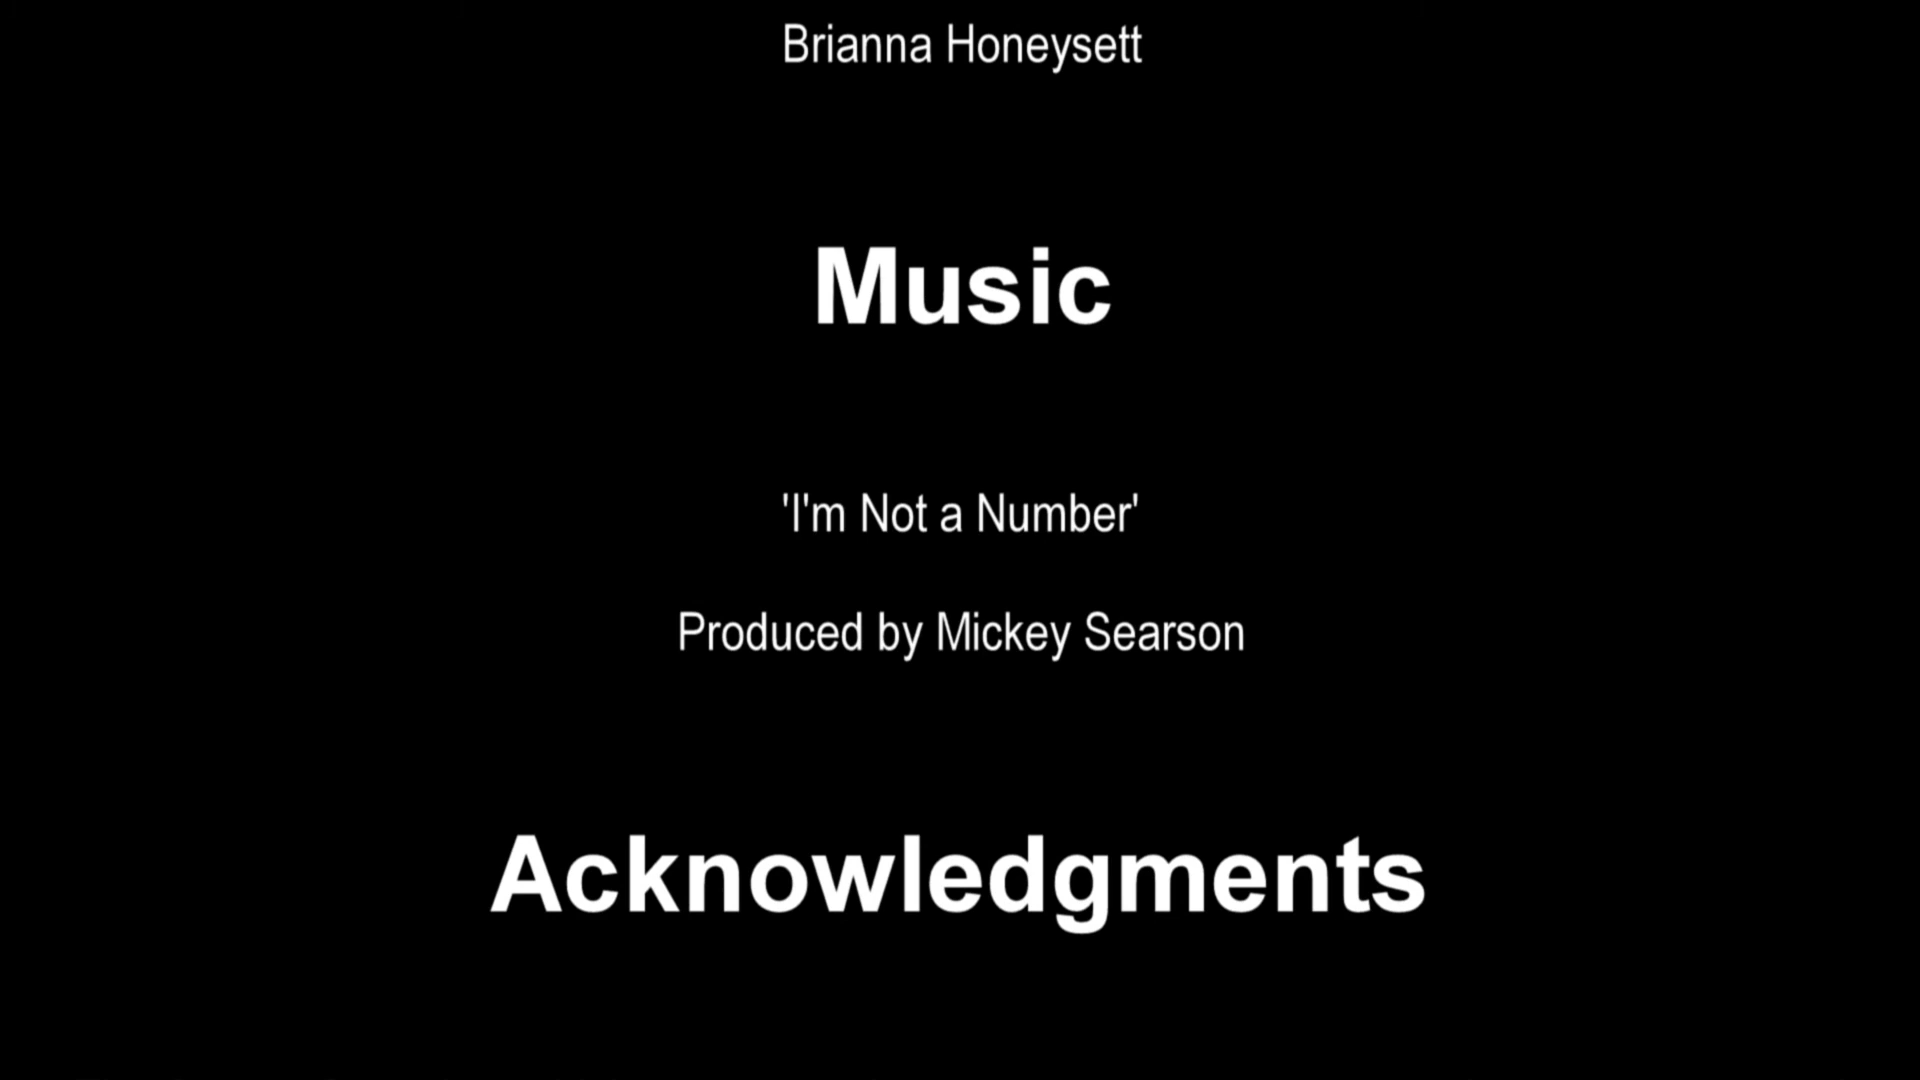 Brianna Honeysett
Music
'I'm Not a Number'
Produced by Mickey Searson
Acknowledgments